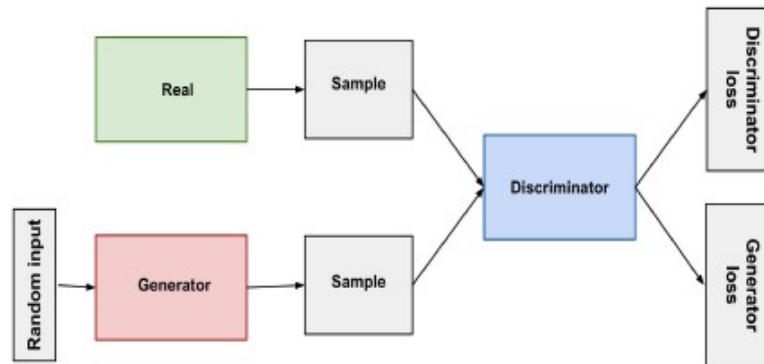 Real
Sample
Discriminator
loss
Discriminator
Random input
Generator
Sample
Generator
loss